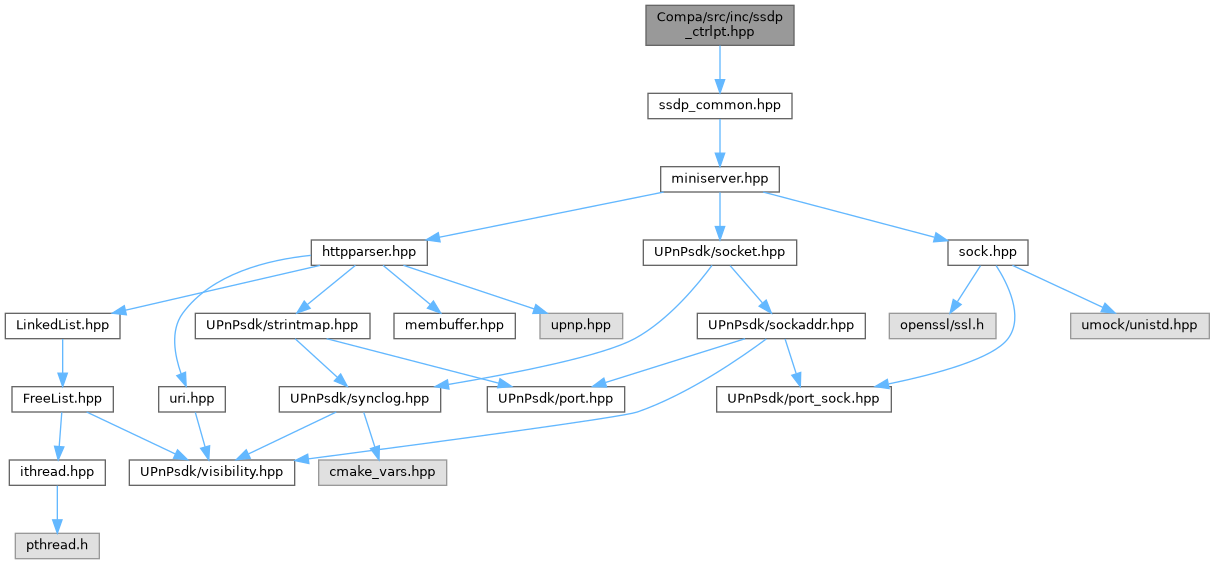 Compa/src/inc/ssdp
_ctrlpt.hpp
ssdp_common.hpp
miniserver.hpp
httpparser.hpp
UPnPsdk/socket.hpp
sock.hpp
LinkedList.hpp
UPnPsdk/strintmap.hpp
membuffer.hpp
upnp.hpp
UPnPsdk/sockaddr.hpp
openssl/ssl.h
umock/unistd.hpp
FreeList.hpp
uri.hpp
UPnPsdk/synclog.hpp
UPnPsdk/port.hpp
UPnPsdk/port_sock.hpp
ithread.hpp
UPnPsdk/visibility.hpp
cmake_vars.hpp
pthread.h